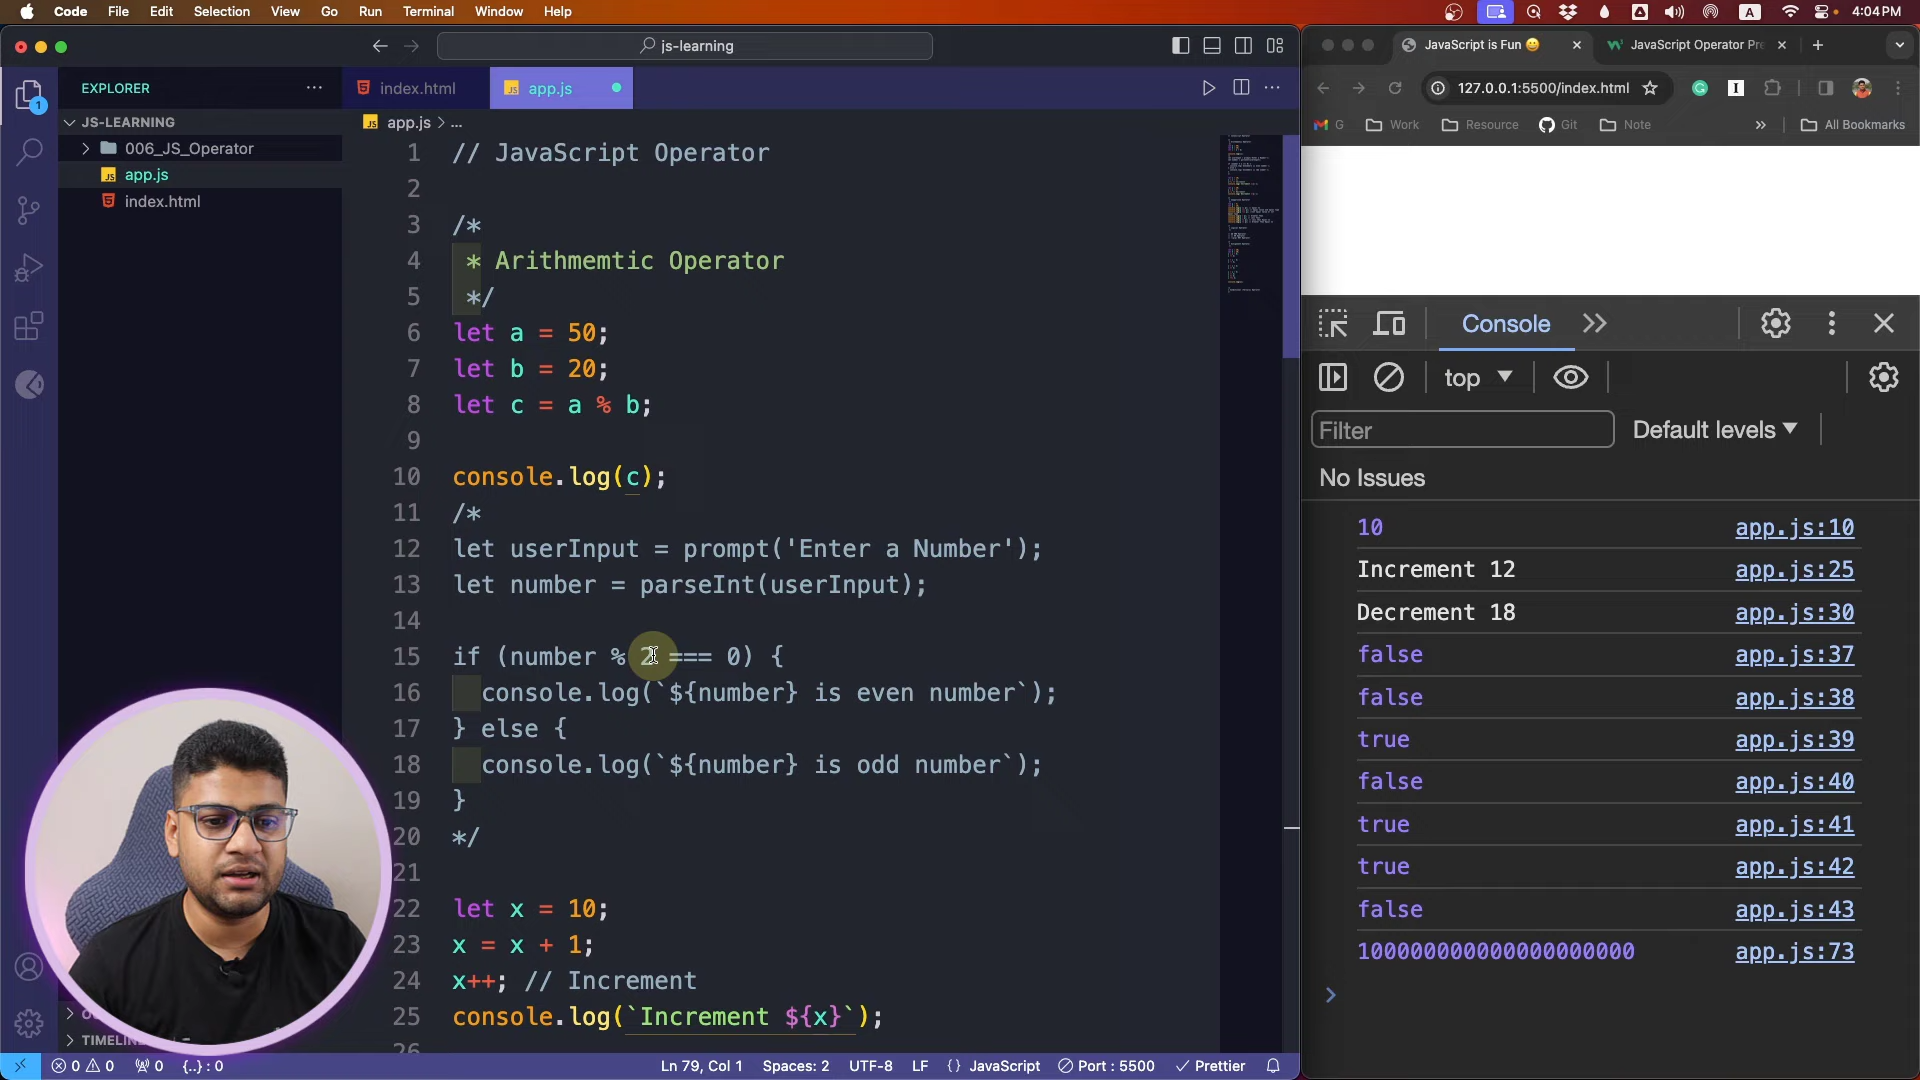 Code File Edit Selection View Go Run Terminal Window Help
A 4:04 PM
js-learning
EXPLORER
JS-LEARNING
006_JS_Operator
app.js
index.html
1
index.html
app.js
app.js > ...
1 // JavaScript Operator
2
3 /*
4 * Arithmemtic Operator
5 */
6 let a = 50;
7 let b = 20;
8 let c = a % b;
9
10 console.log(c);
11 /*
12 let userInput = prompt('Enter a Number');
13 let number = parseInt(userInput);
14
15 if (number % 2 === 0) {
16 console.log(`${number} is even number`);
17 } else {
18 console.log(`${number} is odd number`);
19 }
20 */
21
22 let x = 10;
23 x = x + 1;
24 x++; // Increment
25 console.log(`Increment ${x}`);
26
TIMELINE
0 0 0 {..} : 0
Ln 79, Col 1 Spaces: 2 UTF-8 LF {} JavaScript Port : 5500 Prettier
JavaScript is Fun 😀
JavaScript Operator Pre
127.0.0.1:5500/index.html
G Work Resource Git Note » All Bookmarks
Console
top
Filter
Default levels
No Issues
10 app.js:10
Increment 12 app.js:25
Decrement 18 app.js:30
false app.js:37
false app.js:38
true app.js:39
false app.js:40
true app.js:41
true app.js:42
false app.js:43
100000000000000000000 app.js:73